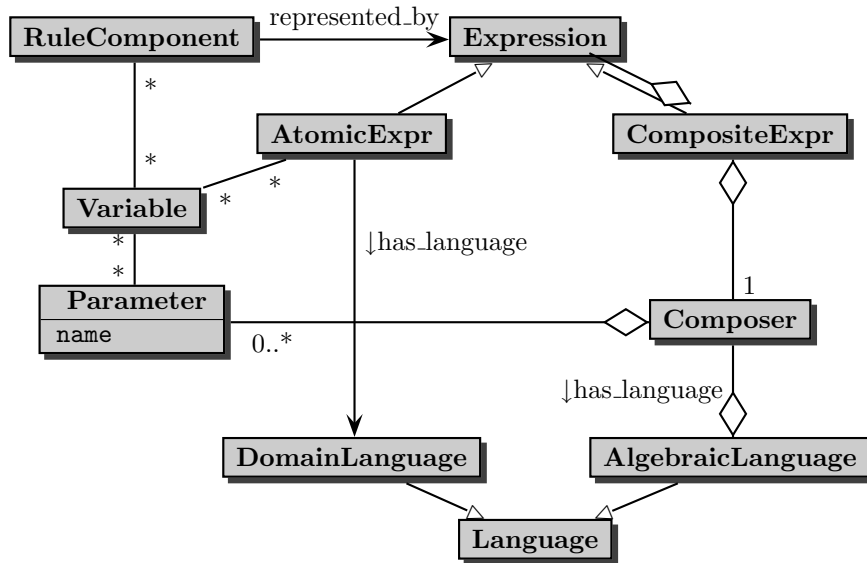 represented_by
RuleComponent
Expression
*
AtomicExpr
CompositeExpr
*
*
*
Variable
*
↓has_language
*
1
Parameter
Composer
name
0..*
↓has_language
DomainLanguage
AlgebraicLanguage
Language